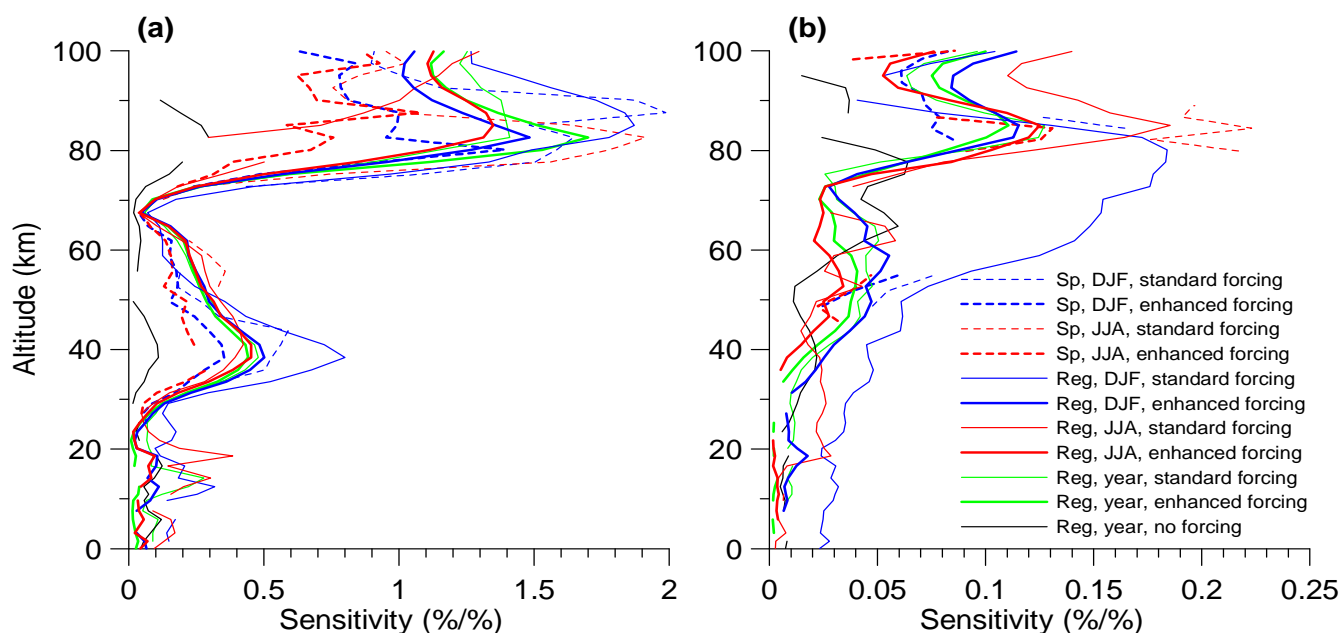 (a)
(b)
100
80
60
40
20
0
Altitude (km)
0
0.5
1
1.5
2
Sensitivity (%/%)
100
80
60
40
20
0
0
0.05
0.1
0.15
0.2
0.25
Sensitivity (%/%)
Sp, DJF, standard forcing
Sp, DJF, enhanced forcing
Sp, JJA, standard forcing
Sp, JJA, enhanced forcing
Reg, DJF, standard forcing
Reg, DJF, enhanced forcing
Reg, JJA, standard forcing
Reg, JJA, enhanced forcing
Reg, year, standard forcing
Reg, year, enhanced forcing
Reg, year, no forcing